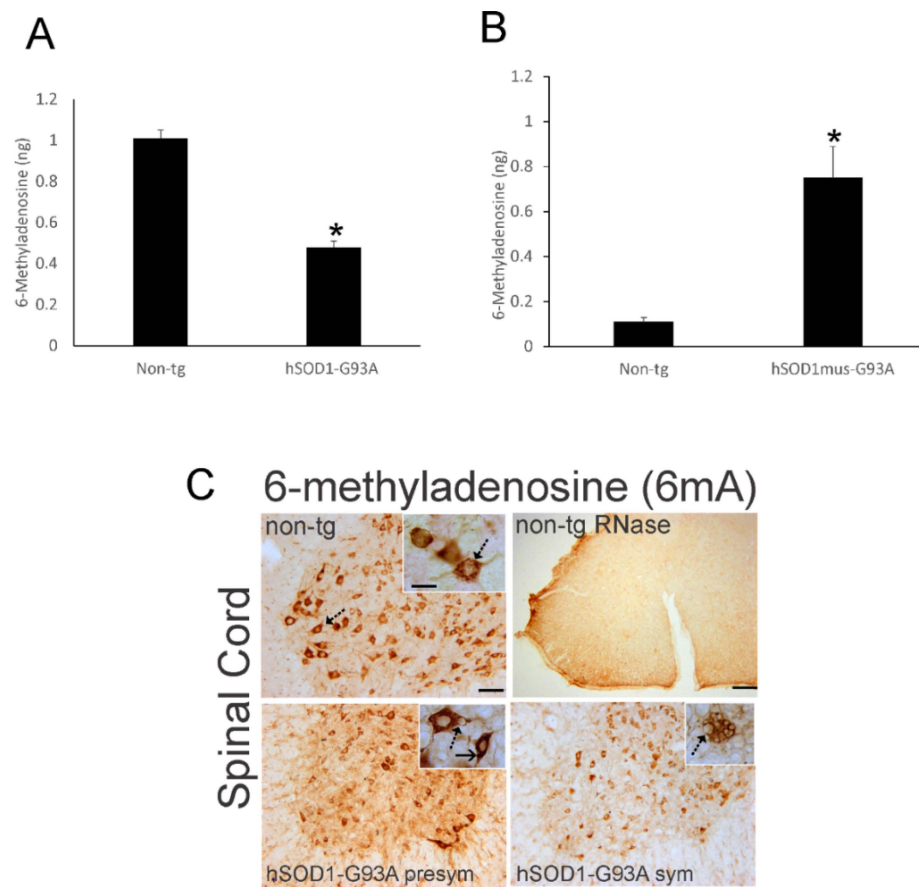 A
1.2
1
0.8
0.6
0.4
0.2
0
6-Methyladenosine (ng)
*
Non-tg
hSOD1-G93A
B
1.2
1
0.8
0.6
0.4
0.2
0
6-Methyladenosine (ng)
*
Non-tg
hSOD1mus-G93A
C
6-methyladenosine (6mA)
Spinal Cord
non-tg
non-tg RNase
hSOD1-G93A presym
hSOD1-G93A sym